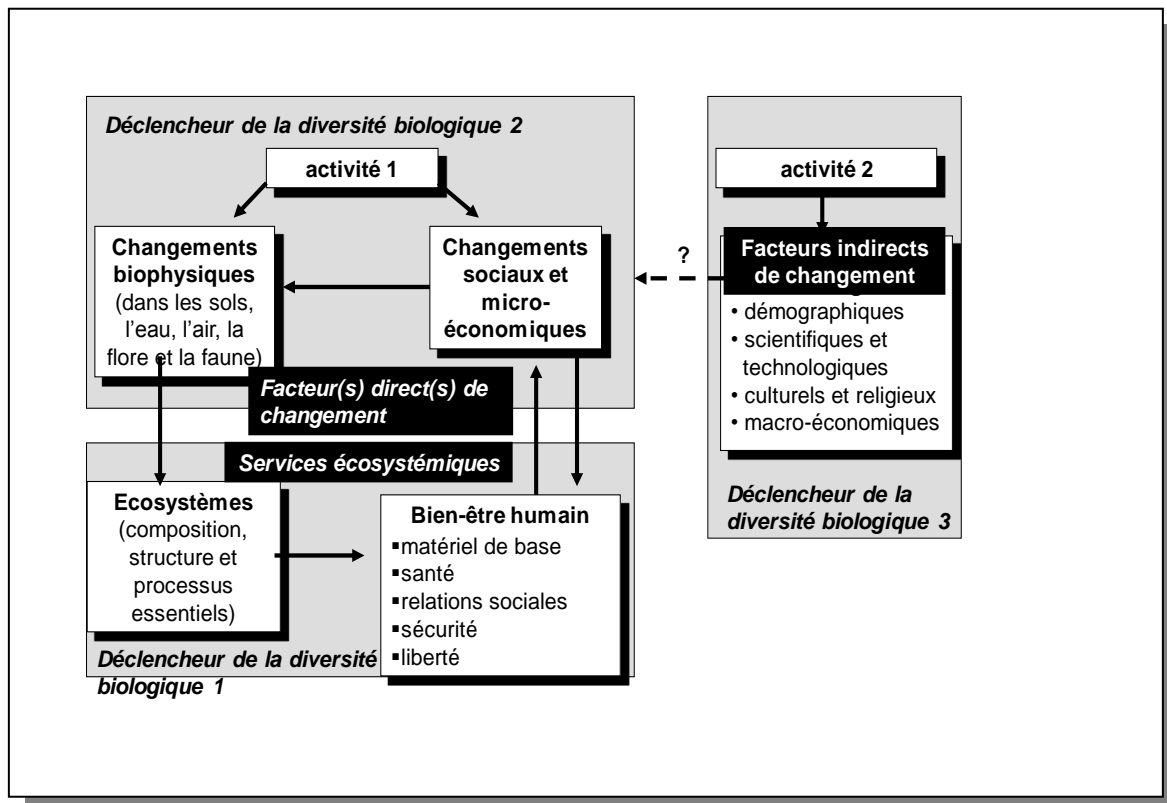 Déclencheur de la diversité biologique 2
activité 1
Changements
biophysiques
(dans les sols,
l'eau, l'air, la
flore et la faune)
Changements
sociaux et
micro-
économiques
Facteur(s) direct(s) de
changement
?
activité 2
Facteurs indirects
de changement
• démographiques
• scientifiques et
technologiques
• culturels et religieux
• macro-économiques
Déclencheur de la
diversité biologique 3
Services écosystémiques
Ecosystèmes
(composition,
structure et
processus
essentiels)
Bien-être humain
▪matériel de base
▪santé
▪relations sociales
▪sécurité
▪liberté
Déclencheur de la diversité
biologique 1